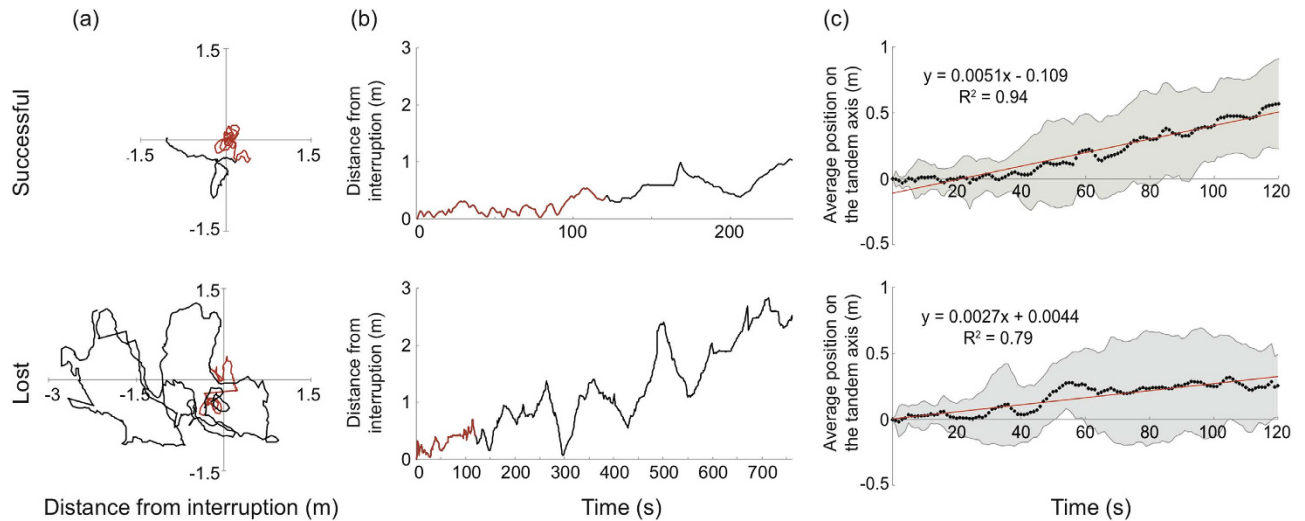 (a)
(b)
(c)
Successful
1.5
-1.5
1.5
-1.5
Distance from
interruption (m)
3
2
1
0
0
100
200
Average position on
the tandem axis (m)
1
0.5
0
-0.5
20
40
60
80
100
120
y = 0.0051x - 0.109
R² = 0.94
Lost
1.5
-3
-1.5
1.5
-1.5
Distance from
interruption (m)
3
2
1
0
0
100
200
300
400
500
600
700
Average position on
the tandem axis (m)
1
0.5
0
-0.5
20
40
60
80
100
120
y = 0.0027x + 0.0044
R² = 0.79
Distance from interruption (m)
Time (s)
Time (s)